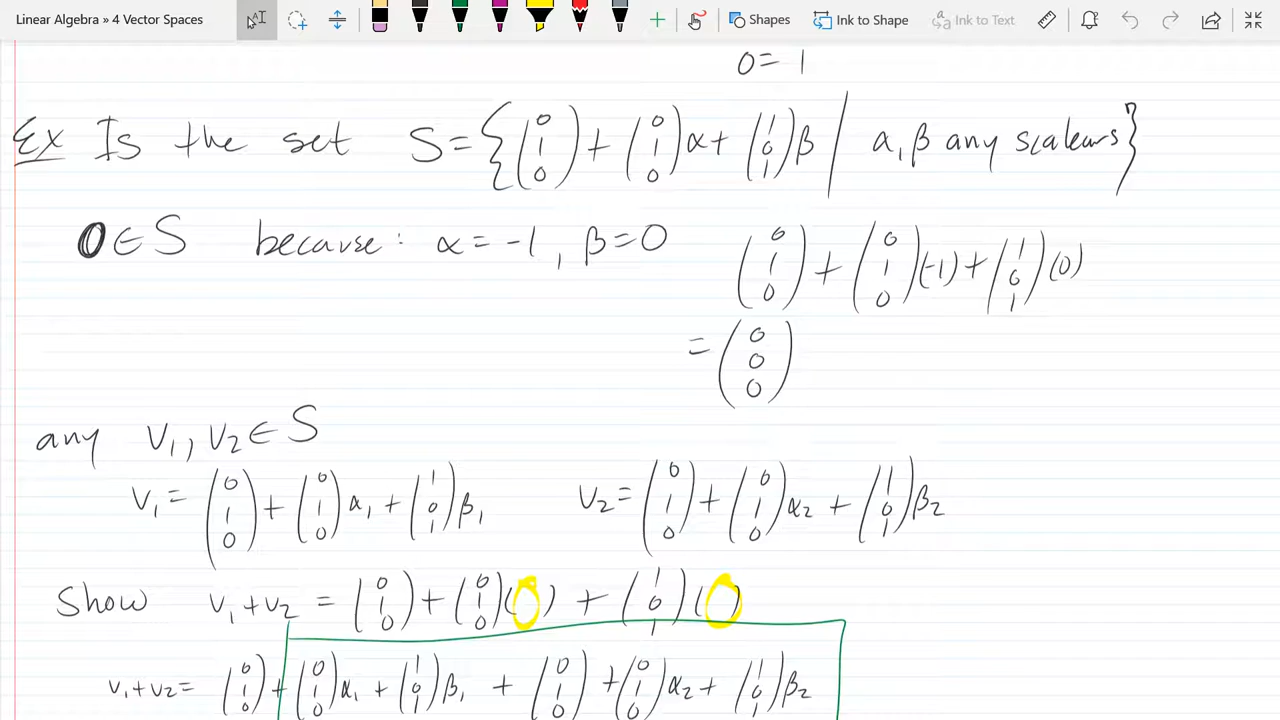 Linear Algebra » 4 Vector Spaces
Shapes
Ink to Shape
Ink to Text
0 = 1
Ex Is the set S = { (0 1 0) + (0 1 0) α + (1 0 1) β | α, β any scalars }
0 ∈ S because: α = -1, β = 0 (0 1 0) + (0 1 0)(-1) + (1 0 1)(0)
= (0 0 0)
any v₁, v₂ ∈ S
v₁ = (0 1 0) + (0 1 0) α₁ + (1 0 1) β₁ v₂ = (0 1 0) + (0 1 0) α₂ + (1 0 1) β₂
Show v₁ + v₂ = (0 1 0) + (0 1 0) ( ) + (1 0 1) ( )
v₁ + v₂ = (0 1 0) + (0 1 0) α₁ + (1 0 1) β₁ + (0 1 0) + (0 1 0) α₂ + (1 0 1) β₂